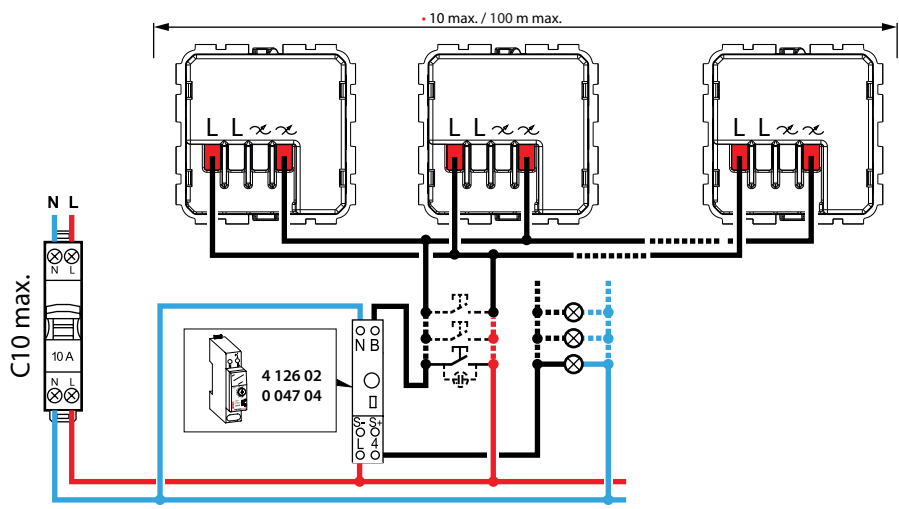 • 10 max. / 100 m max.
L L L L L L
N L
N L
C10 max.
10 A
N L
N B
4 126 02
0 047 04
S- S+
L 4